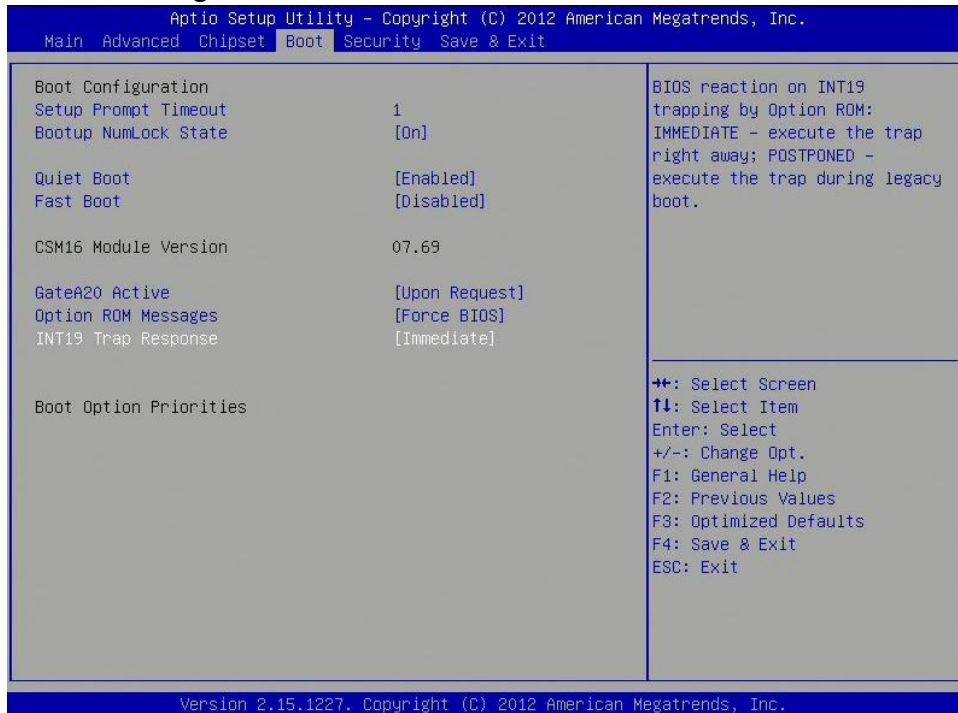 Aptio Setup Utility – Copyright (C) 2012 American Megatrends, Inc.
Main Advanced Chipset Boot Security Save & Exit
Boot Configuration
Setup Prompt Timeout 1
Bootup NumLock State [On]
Quiet Boot [Enabled]
Fast Boot [Disabled]
CSM16 Module Version 07.69
GateA20 Active [Upon Request]
Option ROM Messages [Force BIOS]
INT19 Trap Response [Immediate]
Boot Option Priorities
BIOS reaction on INT19
trapping by Option ROM:
IMMEDIATE – execute the trap
right away; POSTPONED –
execute the trap during legacy
boot.
→←: Select Screen
↑↓: Select Item
Enter: Select
+/-: Change Opt.
F1: General Help
F2: Previous Values
F3: Optimized Defaults
F4: Save & Exit
ESC: Exit
Version 2.15.1227. Copyright (C) 2012 American Megatrends, Inc.